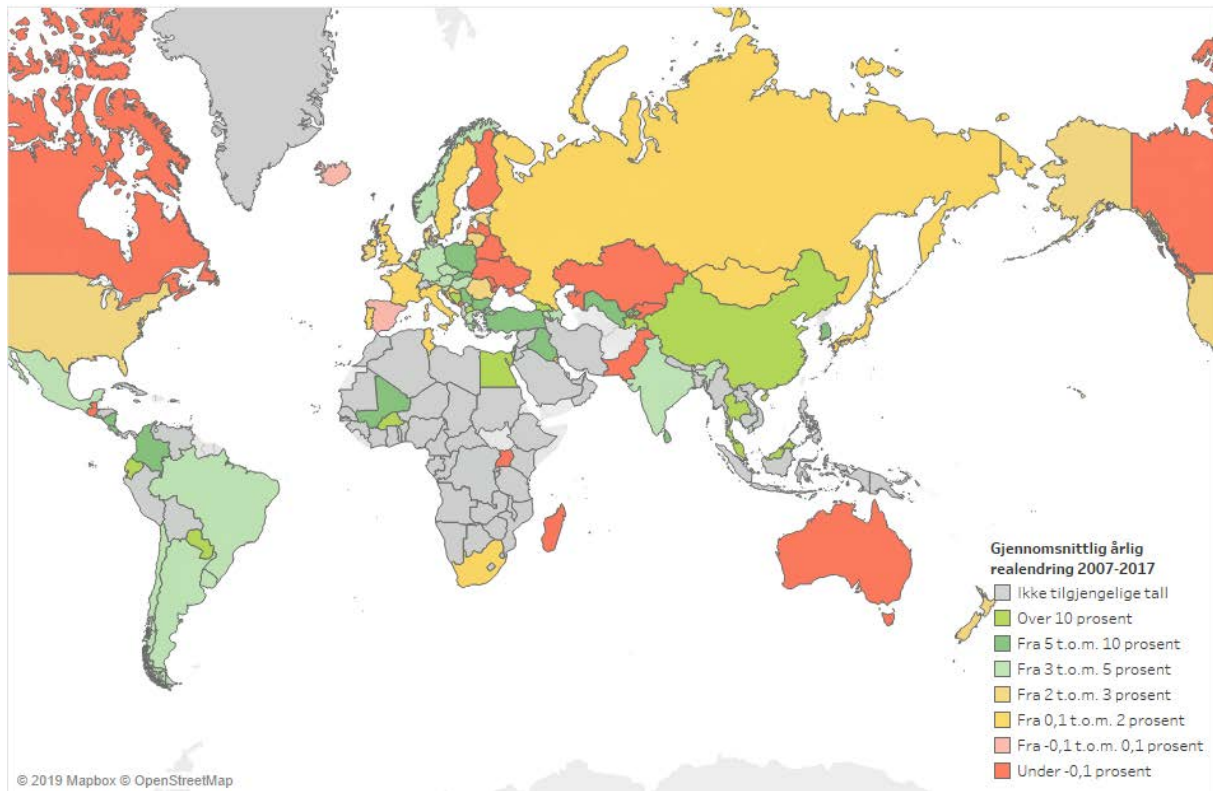 Gjennomsnittlig årlig
realendring 2007-2017
Ikke tilgjengelige tall
Over 10 prosent
Fra 5 t.o.m. 10 prosent
Fra 3 t.o.m. 5 prosent
Fra 2 t.o.m. 3 prosent
Fra 0,1 t.o.m. 2 prosent
Fra -0,1 t.o.m. 0,1 prosent
Under -0,1 prosent
© 2019 Mapbox © OpenStreetMap